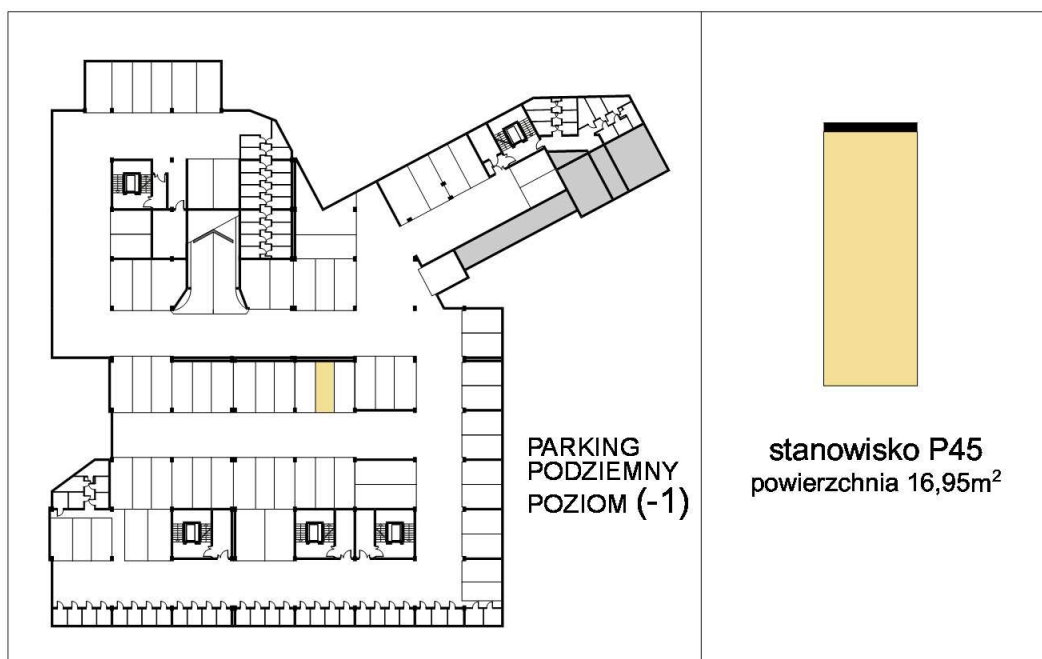 PARKING
PODZIEMNY
POZIOM (-1)
stanowisko P45
powierzchnia 16,95m²